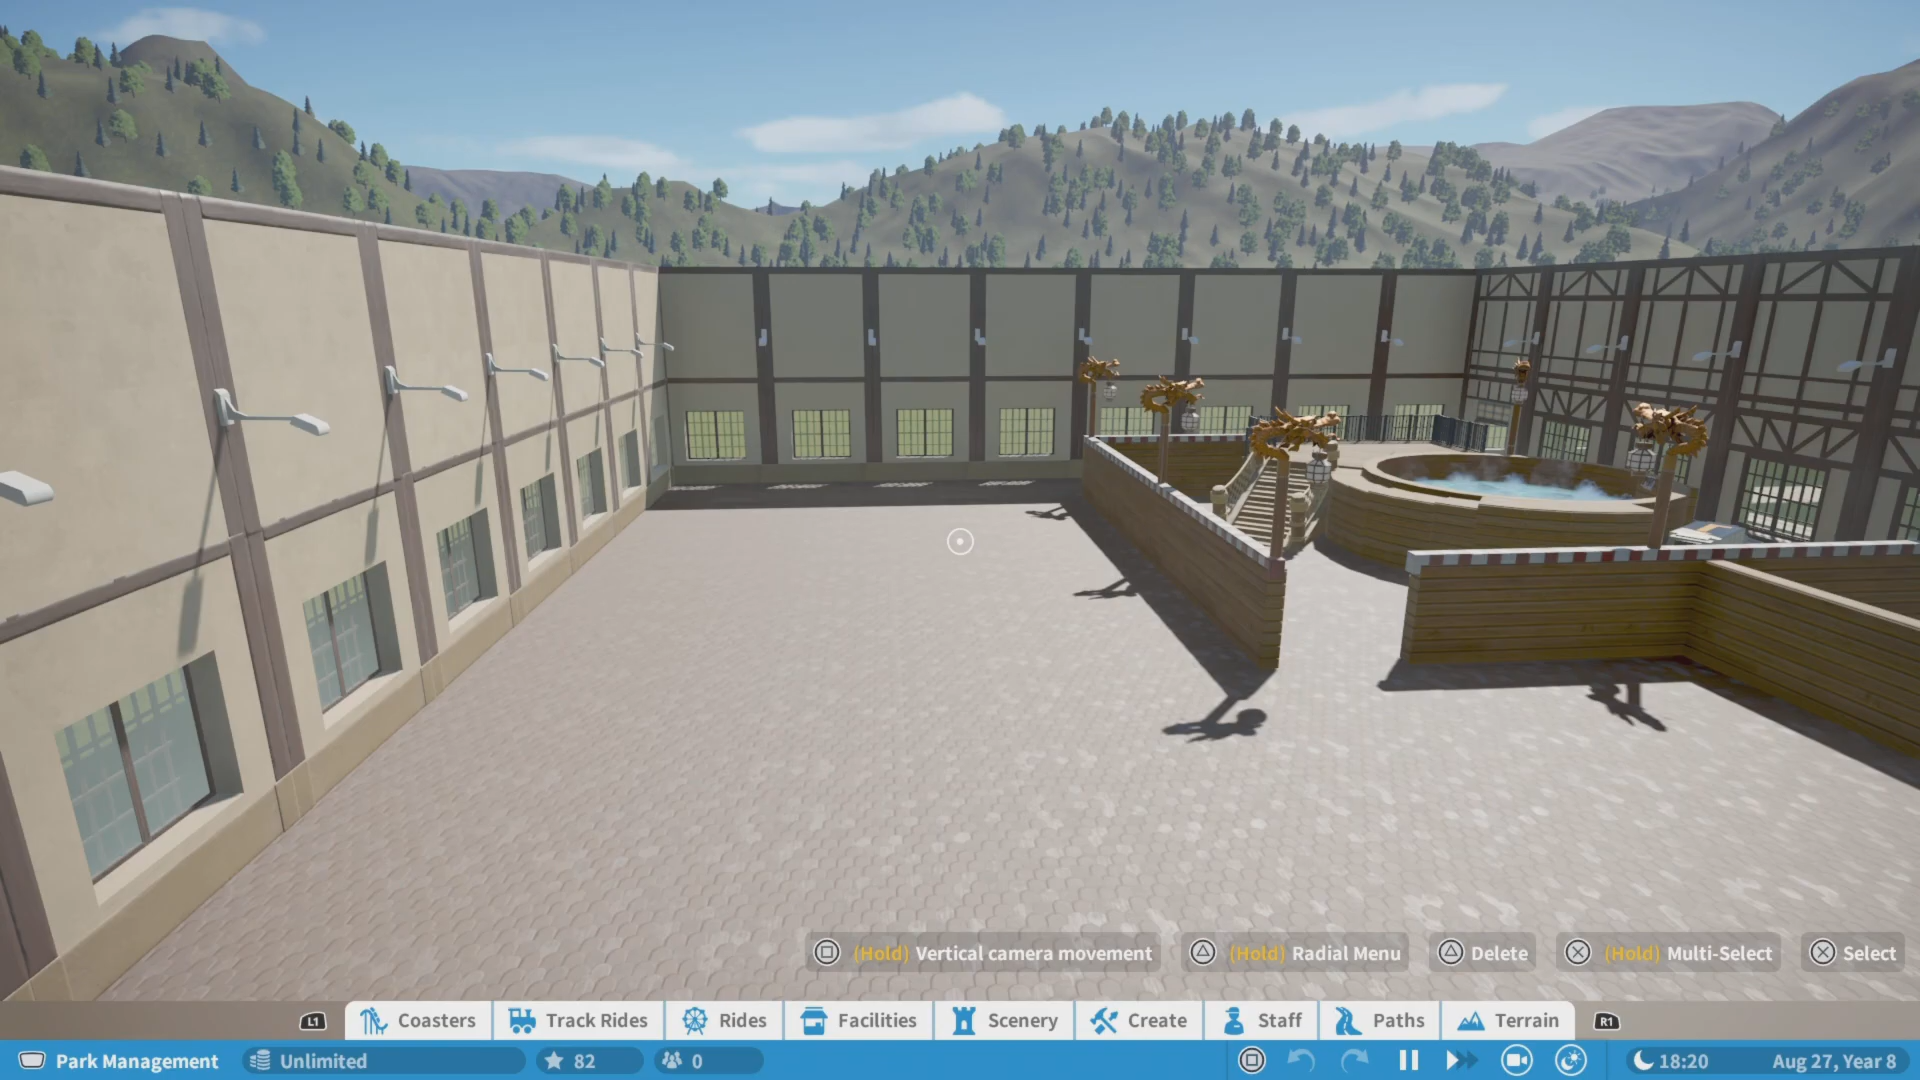 (Hold) Vertical camera movement (Hold) Radial Menu Delete (Hold) Multi-Select Select
L1 Coasters Track Rides Rides Facilities Scenery Create Staff Paths Terrain R1
Park Management Unlimited 82 0 18:20 Aug 27, Year 8